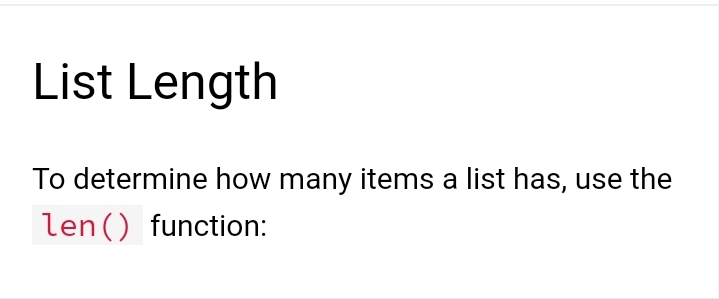 List Length
To determine how many items a list has, use the
len() function: